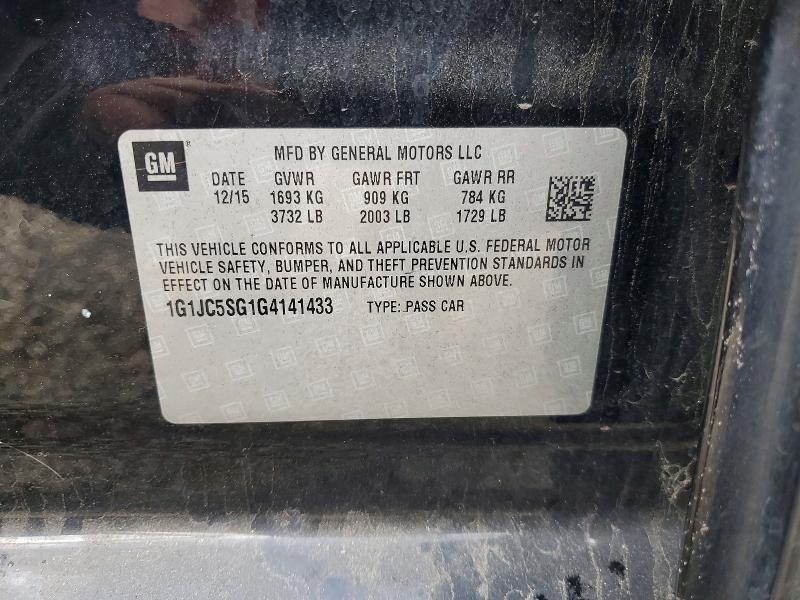 GM
MFD BY GENERAL MOTORS LLC
DATE GVWR GAWR FRT GAWR RR
12/15 1693 KG 909 KG 784 KG
3732 LB 2003 LB 1729 LB
THIS VEHICLE CONFORMS TO ALL APPLICABLE U.S. FEDERAL MOTOR
VEHICLE SAFETY, BUMPER, AND THEFT PREVENTION STANDARDS IN
EFFECT ON THE DATE OF MANUFACTURE SHOWN ABOVE.
1G1JC5SG1G4141433 TYPE: PASS CAR